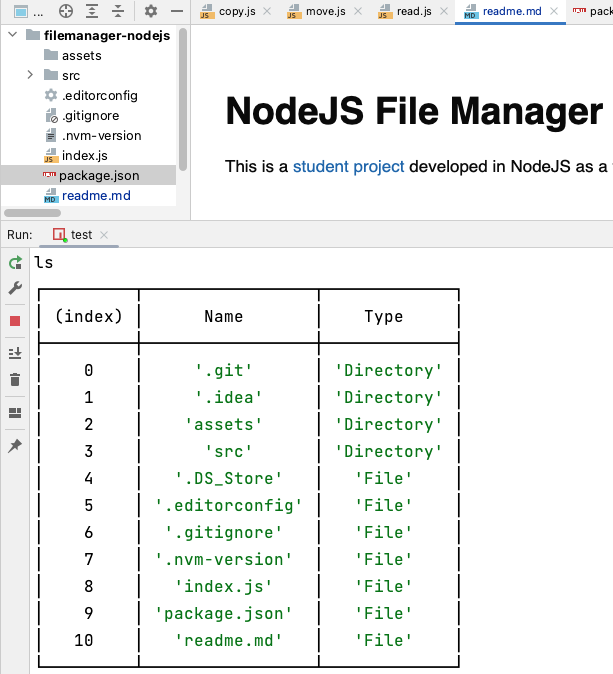 ... copy.js move.js read.js readme.md pack
filemanager-nodejs
assets
src
.editorconfig
.gitignore
.nvm-version
index.js
package.json
readme.md
NodeJS File Manager
This is a student project developed in NodeJS as a
Run: test
ls
(index) Name Type
0 '.git' 'Directory'
1 '.idea' 'Directory'
2 'assets' 'Directory'
3 'src' 'Directory'
4 '.DS_Store' 'File'
5 '.editorconfig' 'File'
6 '.gitignore' 'File'
7 '.nvm-version' 'File'
8 'index.js' 'File'
9 'package.json' 'File'
10 'readme.md' 'File'